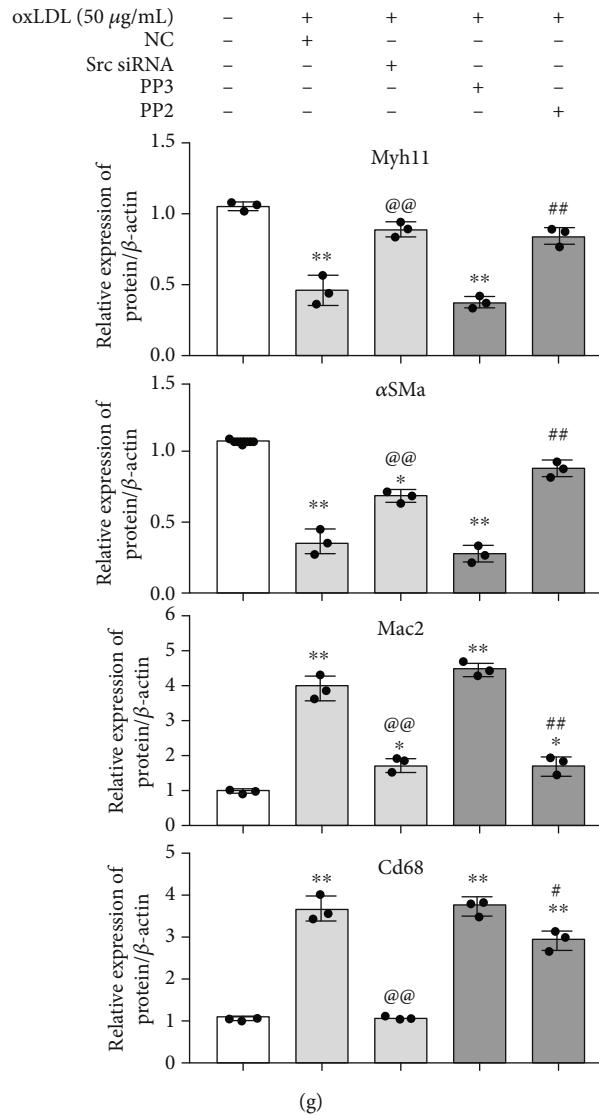 oxLDL (50 μg/mL) – + + + +
NC – + – – –
Src siRNA – – + – –
PP3 – – – + –
PP2 – – – – +
Myh11
Relative expression of
protein/β-actin
1.5
1.0
0.5
0.0
**
@@
**
##
αSMa
Relative expression of
protein/β-actin
1.5
1.0
0.5
0.0
**
@@
*
**
##
Mac2
Relative expression of
protein/β-actin
6
5
4
2
1
0
**
@@
*
**
##
*
Cd68
Relative expression of
protein/β-actin
5
4
3
2
1
0
**
@@
**
#
**
(g)